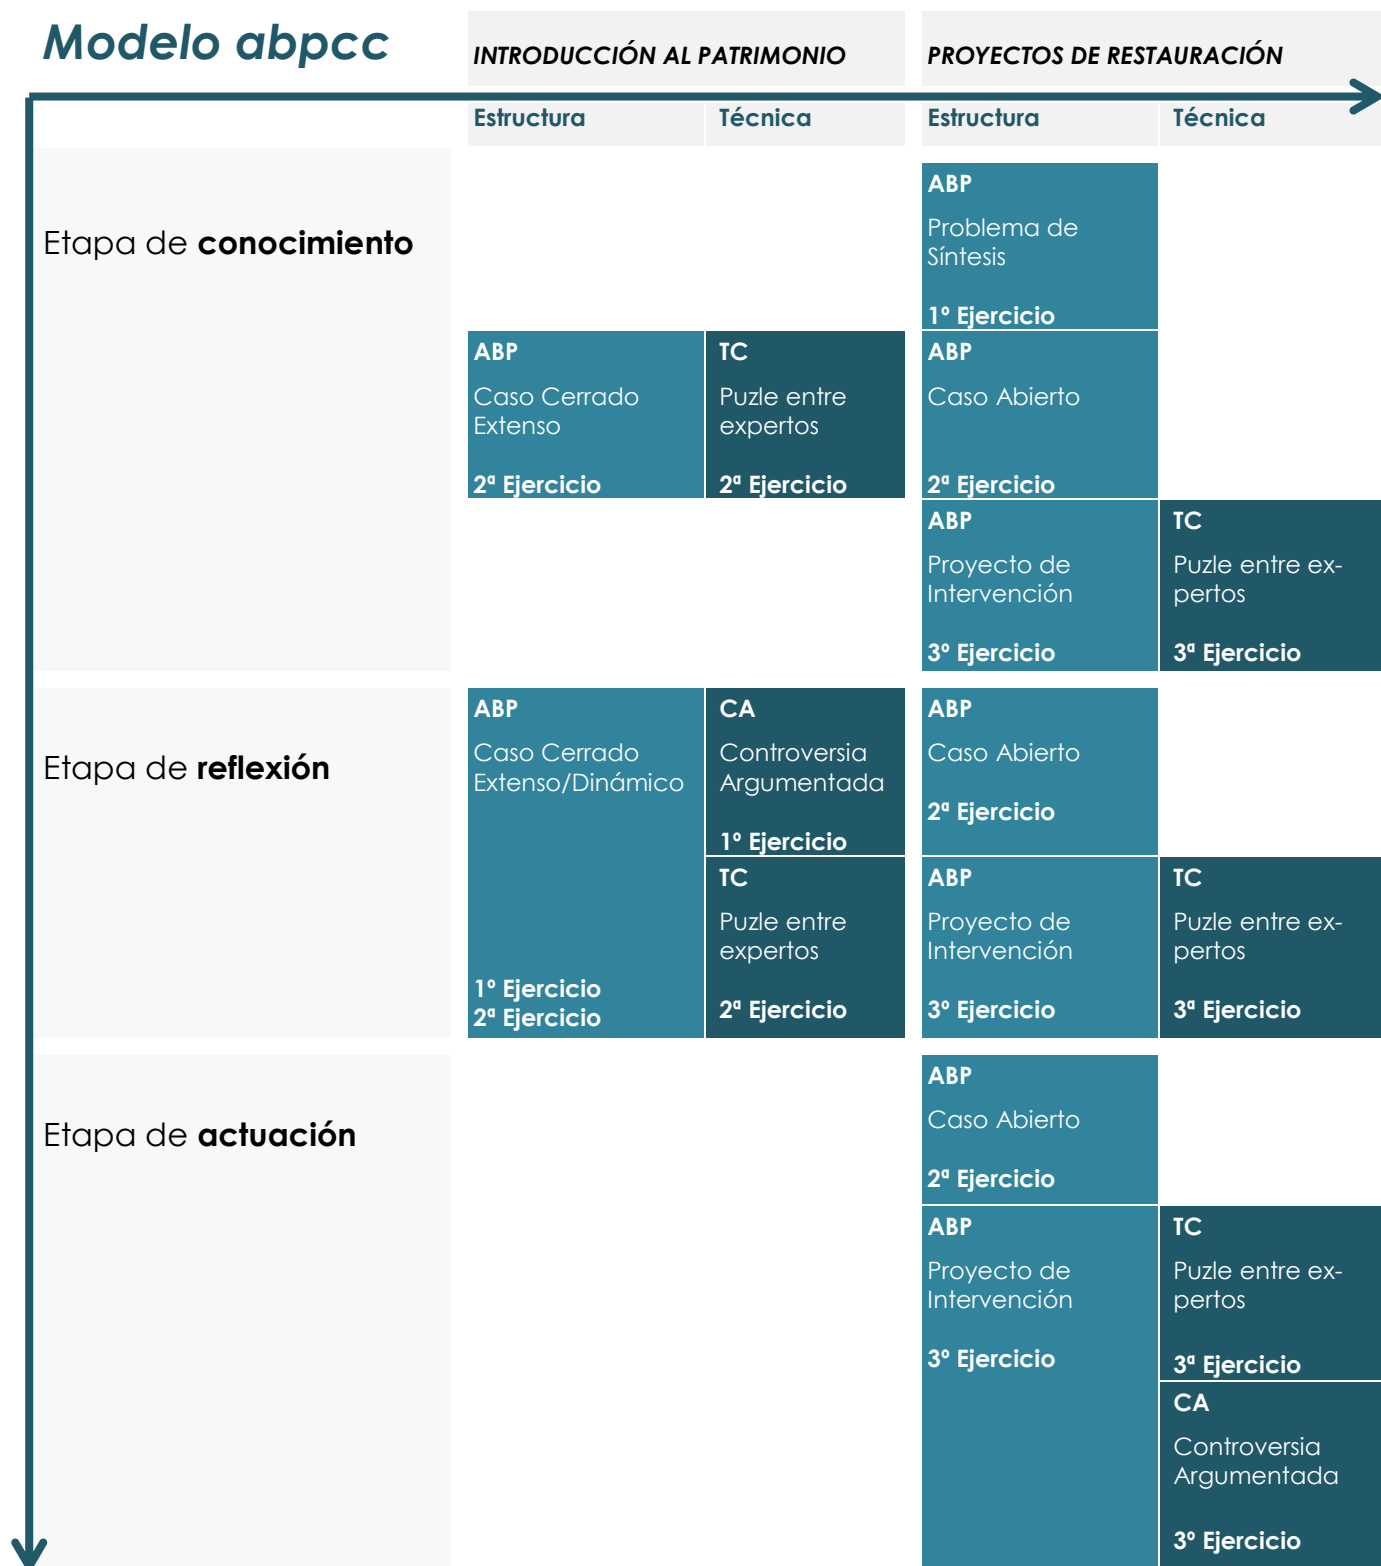 Modelo abpcc
INTRODUCCIÓN AL PATRIMONIO
PROYECTOS DE RESTAURACIÓN
Estructura
Técnica
Estructura
Técnica
Etapa de conocimiento
ABP
Caso Cerrado
Extenso
2ª Ejercicio
TC
Puzle entre
expertos
2ª Ejercicio
ABP
Problema de
Síntesis
1º Ejercicio
ABP
Caso Abierto
2ª Ejercicio
ABP
Proyecto de
Intervención
3º Ejercicio
TC
Puzle entre ex-
pertos
3ª Ejercicio
Etapa de reflexión
ABP
Caso Cerrado
Extenso/Dinámico
1º Ejercicio
2ª Ejercicio
CA
Controversia
Argumentada
1º Ejercicio
TC
Puzle entre
expertos
2ª Ejercicio
ABP
Caso Abierto
2ª Ejercicio
ABP
Proyecto de
Intervención
3º Ejercicio
TC
Puzle entre ex-
pertos
3ª Ejercicio
Etapa de actuación
ABP
Caso Abierto
2ª Ejercicio
ABP
Proyecto de
Intervención
3º Ejercicio
TC
Puzle entre ex-
pertos
3ª Ejercicio
CA
Controversia
Argumentada
3º Ejercicio